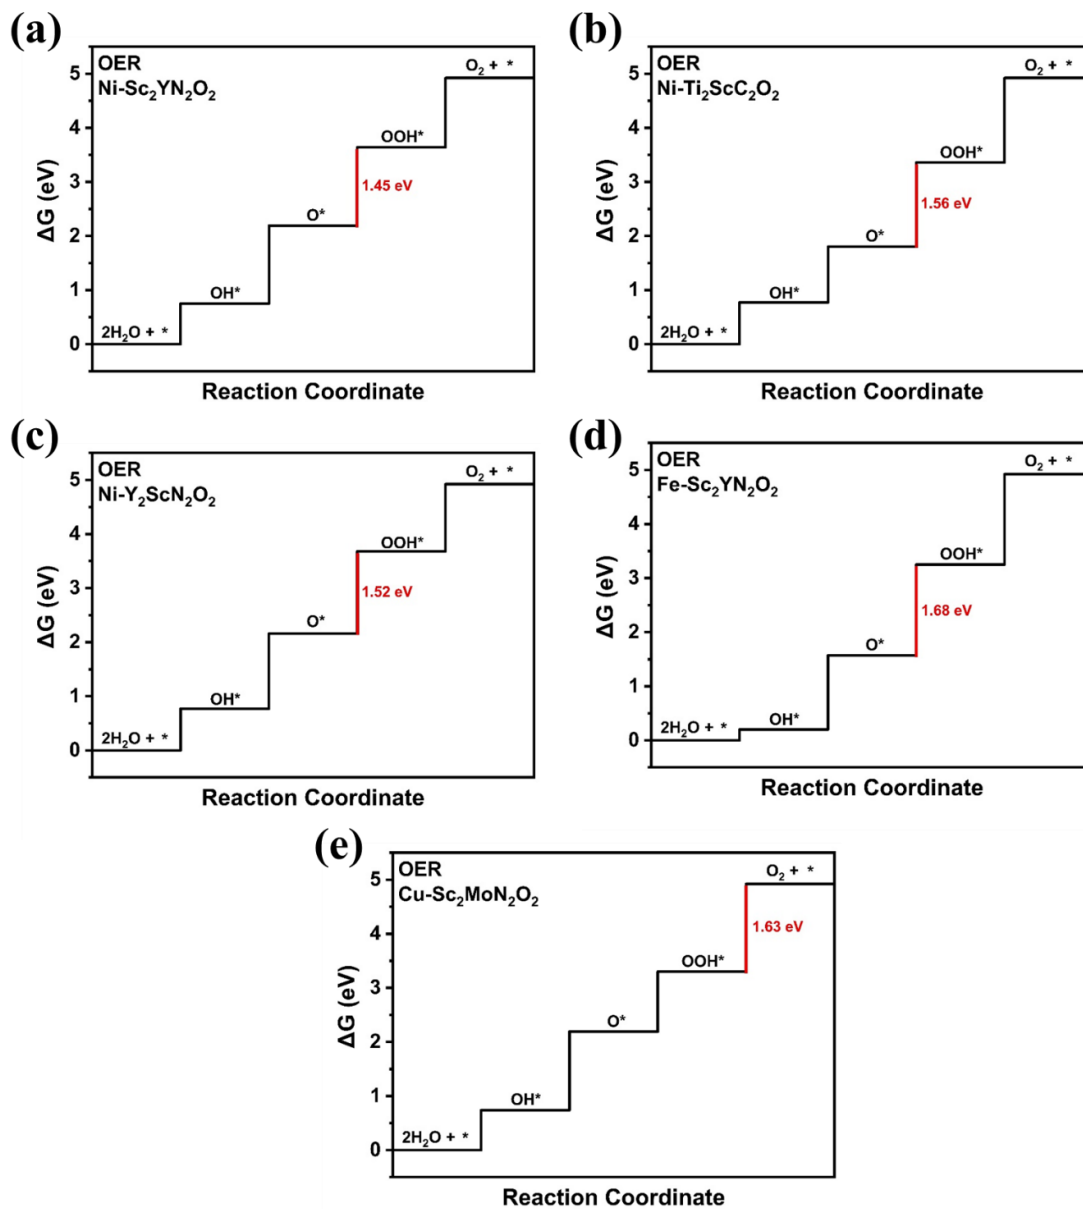 (a)
OER
Ni-Sc₂YN₂O₂
O₂ + *
OOH*
1.45 eV
O*
OH*
2H₂O + *
5
4
3
2
1
0
ΔG (eV)
Reaction Coordinate
(b)
OER
Ni-Ti₂ScC₂O₂
O₂ + *
OOH*
1.56 eV
O*
OH*
2H₂O + *
5
4
3
2
1
0
ΔG (eV)
Reaction Coordinate
(c)
OER
Ni-Y₂ScN₂O₂
O₂ + *
OOH*
1.52 eV
O*
OH*
2H₂O + *
5
4
3
2
1
0
ΔG (eV)
Reaction Coordinate
(d)
OER
Fe-Sc₂YN₂O₂
O₂ + *
OOH*
1.68 eV
O*
OH*
2H₂O + *
5
4
3
2
1
0
ΔG (eV)
Reaction Coordinate
(e)
OER
Cu-Sc₂MoN₂O₂
O₂ + *
1.63 eV
OOH*
O*
OH*
2H₂O + *
5
4
3
2
1
0
ΔG (eV)
Reaction Coordinate